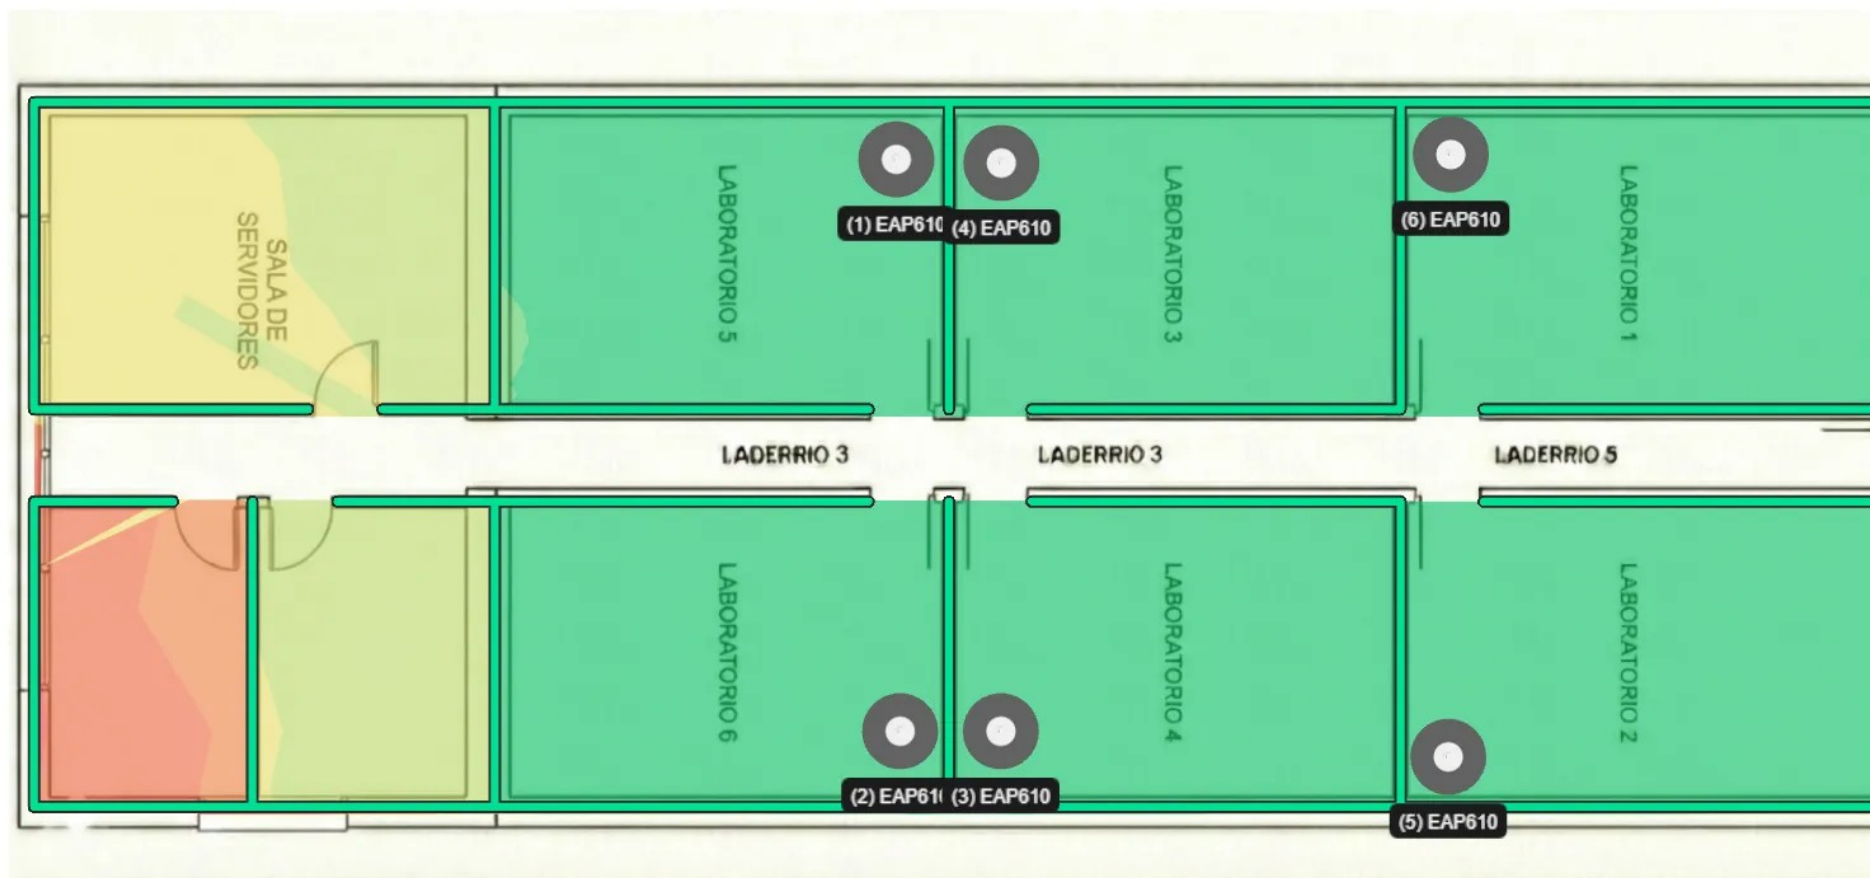 SALA DE
SERVIDORES
LABORATORIO 5
LABORATORIO 3
LABORATORIO 1
(1) EAP610
(4) EAP610
(6) EAP610
LADERRIO 3
LADERRIO 3
LADERRIO 5
LABORATORIO 6
LABORATORIO 4
LABORATORIO 2
(2) EAP61
(3) EAP610
(5) EAP610